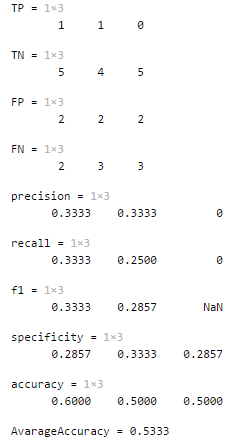 TP = 1×3
1 1 0
TN = 1×3
5 4 5
FP = 1×3
2 2 2
FN = 1×3
2 3 3
precision = 1×3
0.3333 0.3333 0
recall = 1×3
0.3333 0.2500 0
f1 = 1×3
0.3333 0.2857 NaN
specificity = 1×3
0.2857 0.3333 0.2857
accuracy = 1×3
0.6000 0.5000 0.5000
AvarageAccuracy = 0.5333